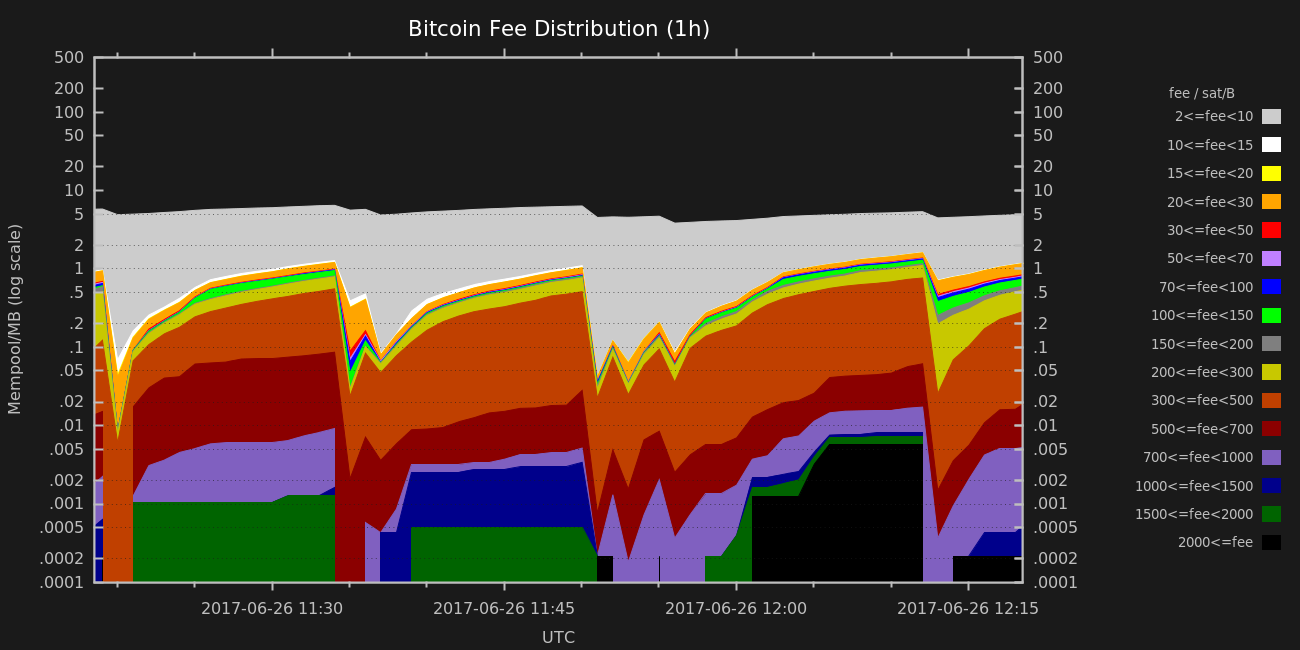 Bitcoin Fee Distribution (1h)
Mempool/MB (log scale)
500
200
100
50
20
10
5
2
1
.5
.2
.1
.05
.02
.01
.005
.002
.001
.0005
.0002
.0001
500
200
100
50
20
10
5
2
1
.5
.2
.1
.05
.02
.01
.005
.002
.001
.0005
.0002
.0001
2017-06-26 11:30
2017-06-26 11:45
2017-06-26 12:00
2017-06-26 12:15
UTC
fee / sat/B
2<=fee<10
10<=fee<15
15<=fee<20
20<=fee<30
30<=fee<50
50<=fee<70
70<=fee<100
100<=fee<150
150<=fee<200
200<=fee<300
300<=fee<500
500<=fee<700
700<=fee<1000
1000<=fee<1500
1500<=fee<2000
2000<=fee